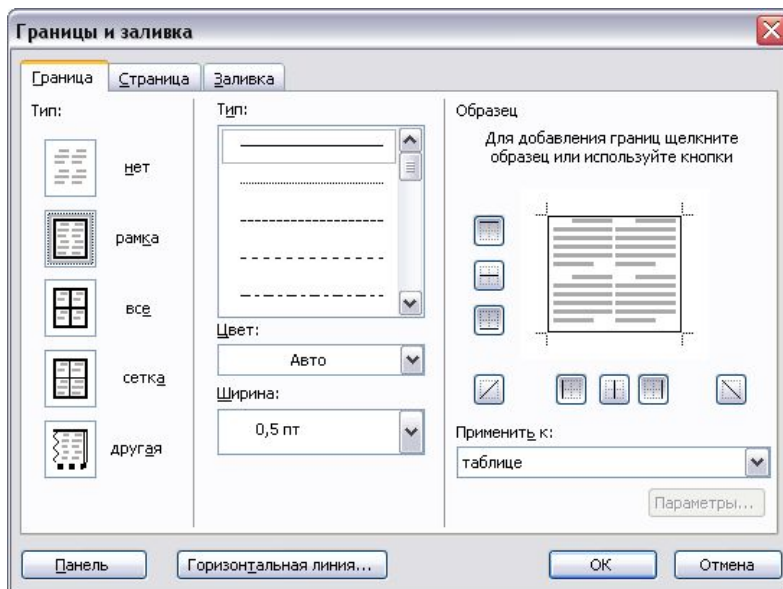 Границы и заливка
Граница
Страница
Заливка
Тип:
нет
рамка
все
сетка
другая
Тип:
Цвет:
Авто
Ширина:
0,5 пт
Образец
Для добавления границ щелкните
образец или используйте кнопки
Применить к:
таблице
Параметры...
Панель
Горизонтальная линия...
ОК
Отмена